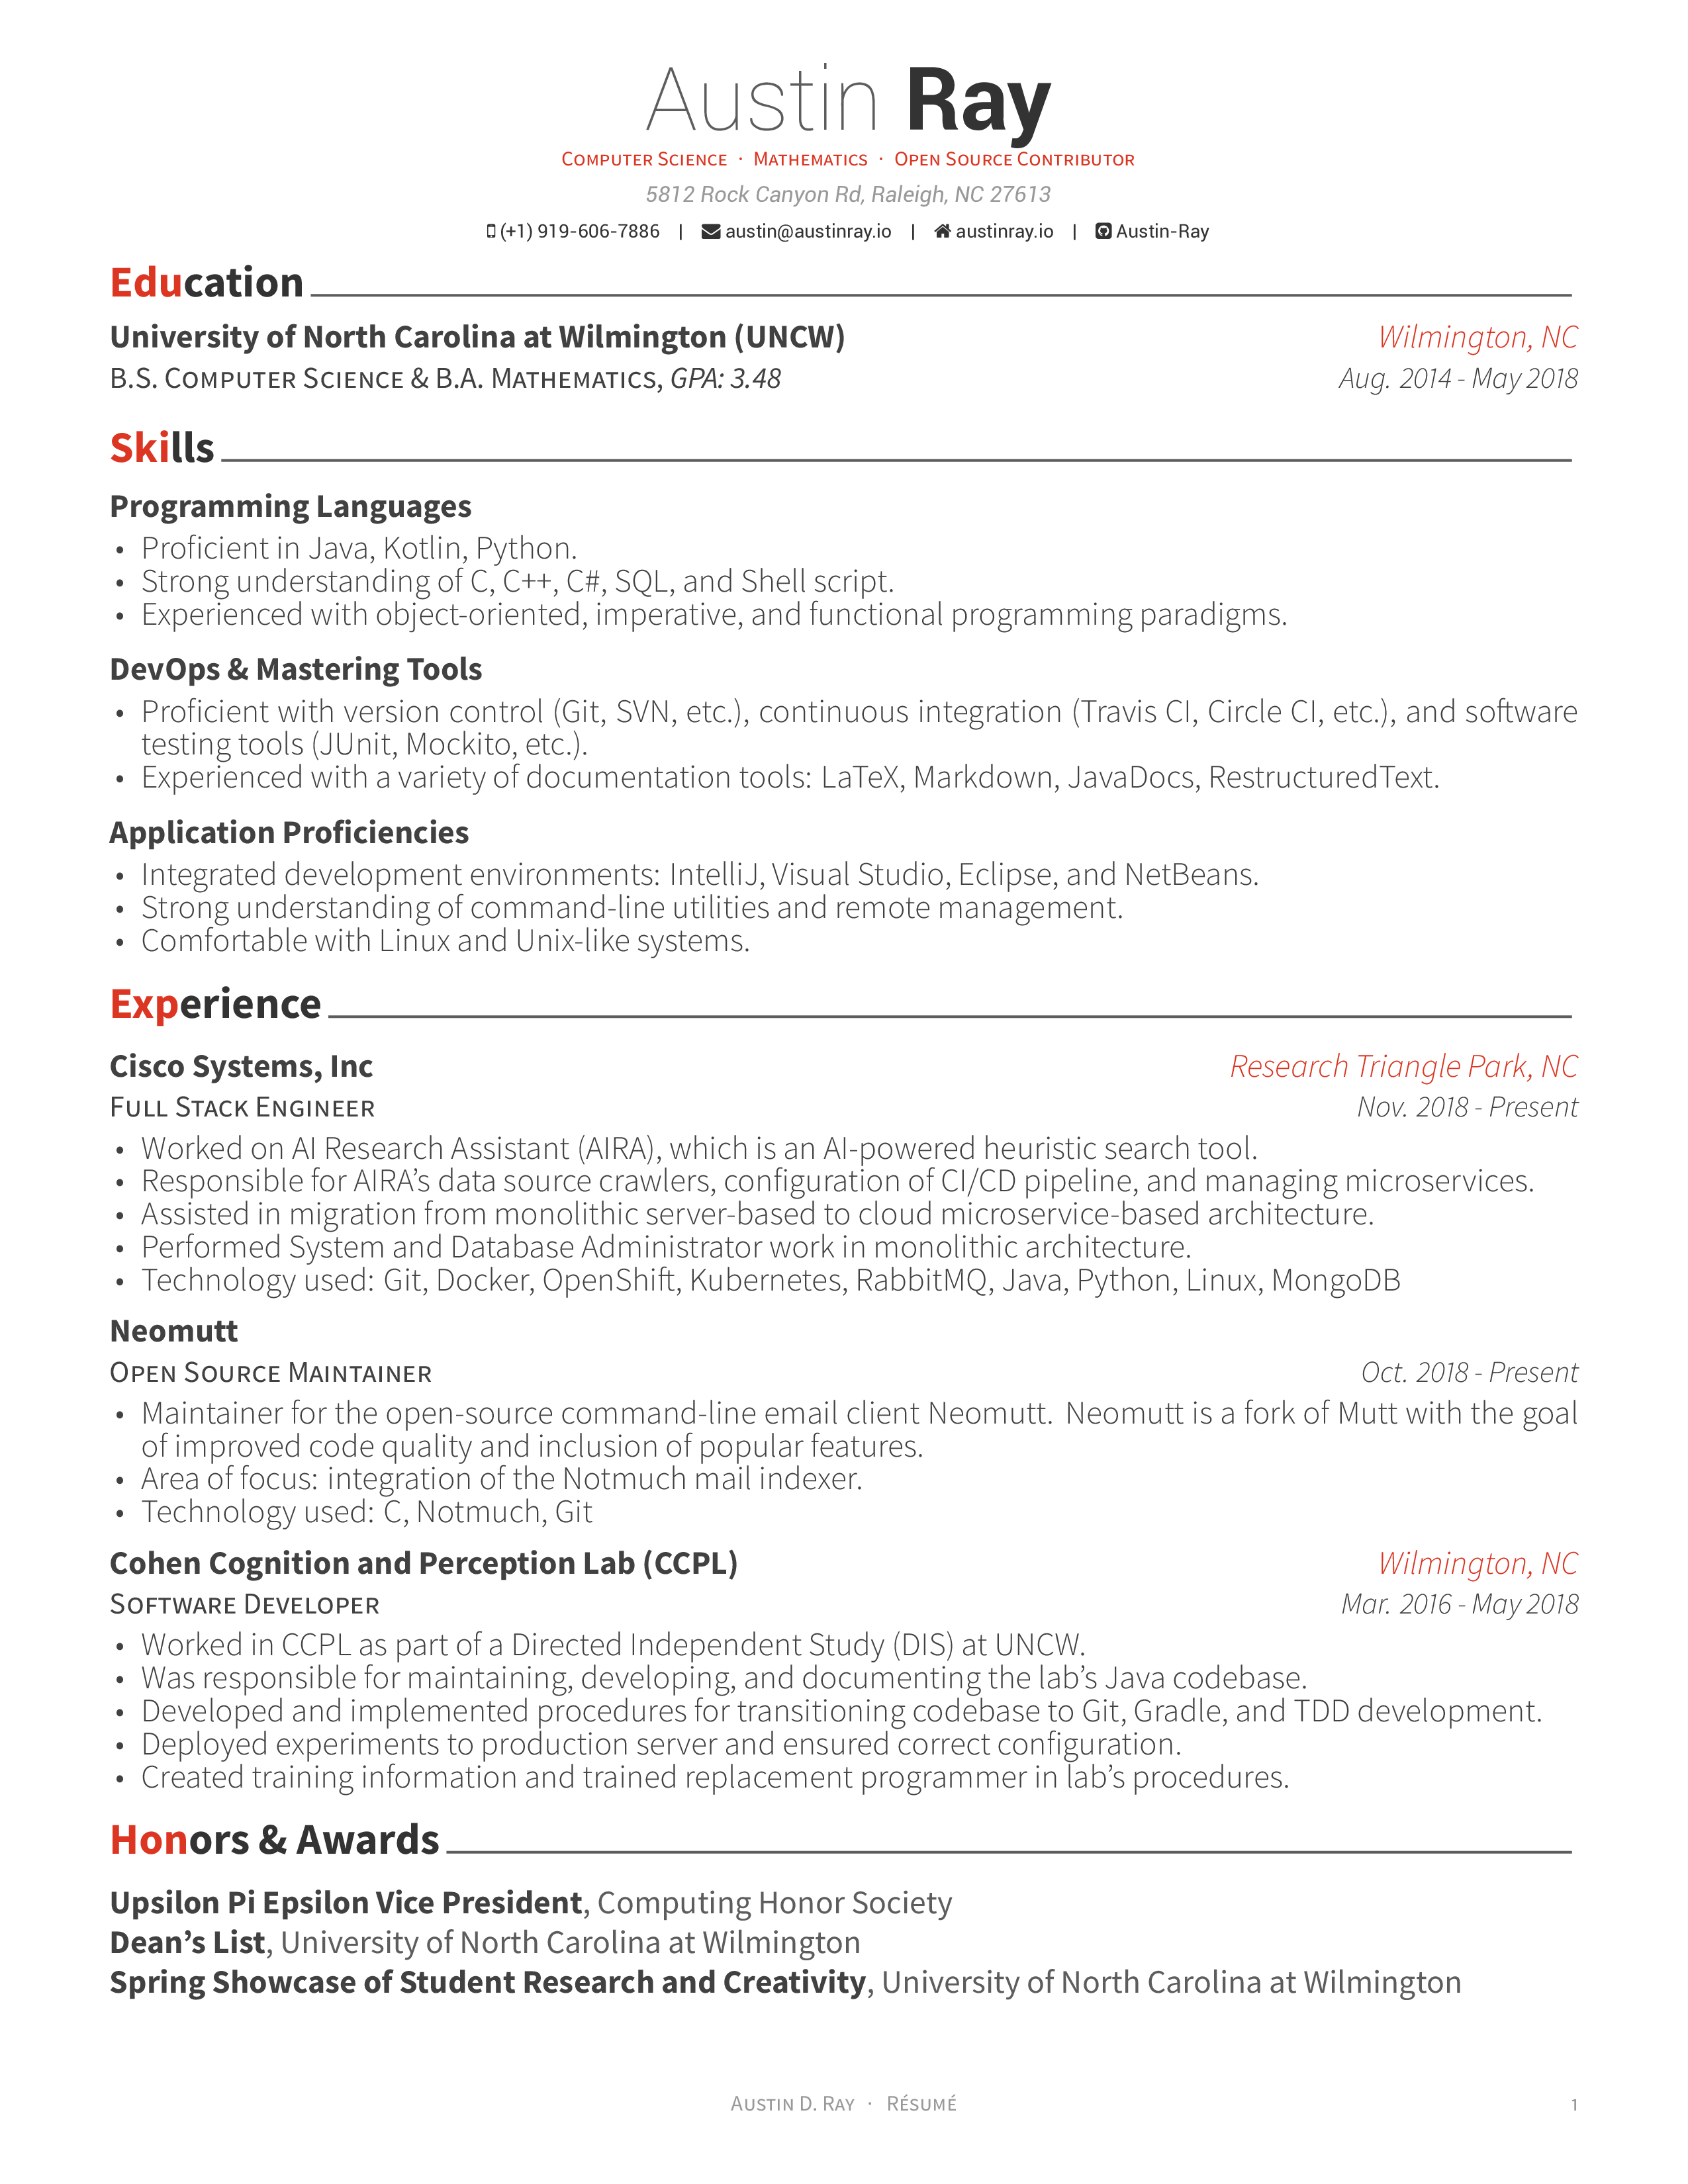 Austin Ray
Computer Science · Mathematics · Open Source Contributor
5812 Rock Canyon Rd, Raleigh, NC 27613
(+1) 919-606-7886 | austin@austinray.io | austinray.io | Austin-Ray
Education
University of North Carolina at Wilmington (UNCW) Wilmington, NC
B.S. Computer Science & B.A. Mathematics, GPA: 3.48 Aug. 2014 - May 2018
Skills
Programming Languages
• Proficient in Java, Kotlin, Python.
• Strong understanding of C, C++, C#, SQL, and Shell script.
• Experienced with object-oriented, imperative, and functional programming paradigms.
DevOps & Mastering Tools
• Proficient with version control (Git, SVN, etc.), continuous integration (Travis CI, Circle CI, etc.), and software
testing tools (JUnit, Mockito, etc.).
• Experienced with a variety of documentation tools: LaTeX, Markdown, JavaDocs, RestructuredText.
Application Proficiencies
• Integrated development environments: IntelliJ, Visual Studio, Eclipse, and NetBeans.
• Strong understanding of command-line utilities and remote management.
• Comfortable with Linux and Unix-like systems.
Experience
Cisco Systems, Inc Research Triangle Park, NC
Full Stack Engineer Nov. 2018 - Present
• Worked on AI Research Assistant (AIRA), which is an AI-powered heuristic search tool.
• Responsible for AIRA’s data source crawlers, configuration of CI/CD pipeline, and managing microservices.
• Assisted in migration from monolithic server-based to cloud microservice-based architecture.
• Performed System and Database Administrator work in monolithic architecture.
• Technology used: Git, Docker, OpenShift, Kubernetes, RabbitMQ, Java, Python, Linux, MongoDB
Neomutt
Open Source Maintainer Oct. 2018 - Present
• Maintainer for the open-source command-line email client Neomutt. Neomutt is a fork of Mutt with the goal
of improved code quality and inclusion of popular features.
• Area of focus: integration of the Notmuch mail indexer.
• Technology used: C, Notmuch, Git
Cohen Cognition and Perception Lab (CCPL) Wilmington, NC
Software Developer Mar. 2016 - May 2018
• Worked in CCPL as part of a Directed Independent Study (DIS) at UNCW.
• Was responsible for maintaining, developing, and documenting the lab’s Java codebase.
• Developed and implemented procedures for transitioning codebase to Git, Gradle, and TDD development.
• Deployed experiments to production server and ensured correct configuration.
• Created training information and trained replacement programmer in lab’s procedures.
Honors & Awards
Upsilon Pi Epsilon Vice President, Computing Honor Society
Dean’s List, University of North Carolina at Wilmington
Spring Showcase of Student Research and Creativity, University of North Carolina at Wilmington
Austin D. Ray · Résumé 1